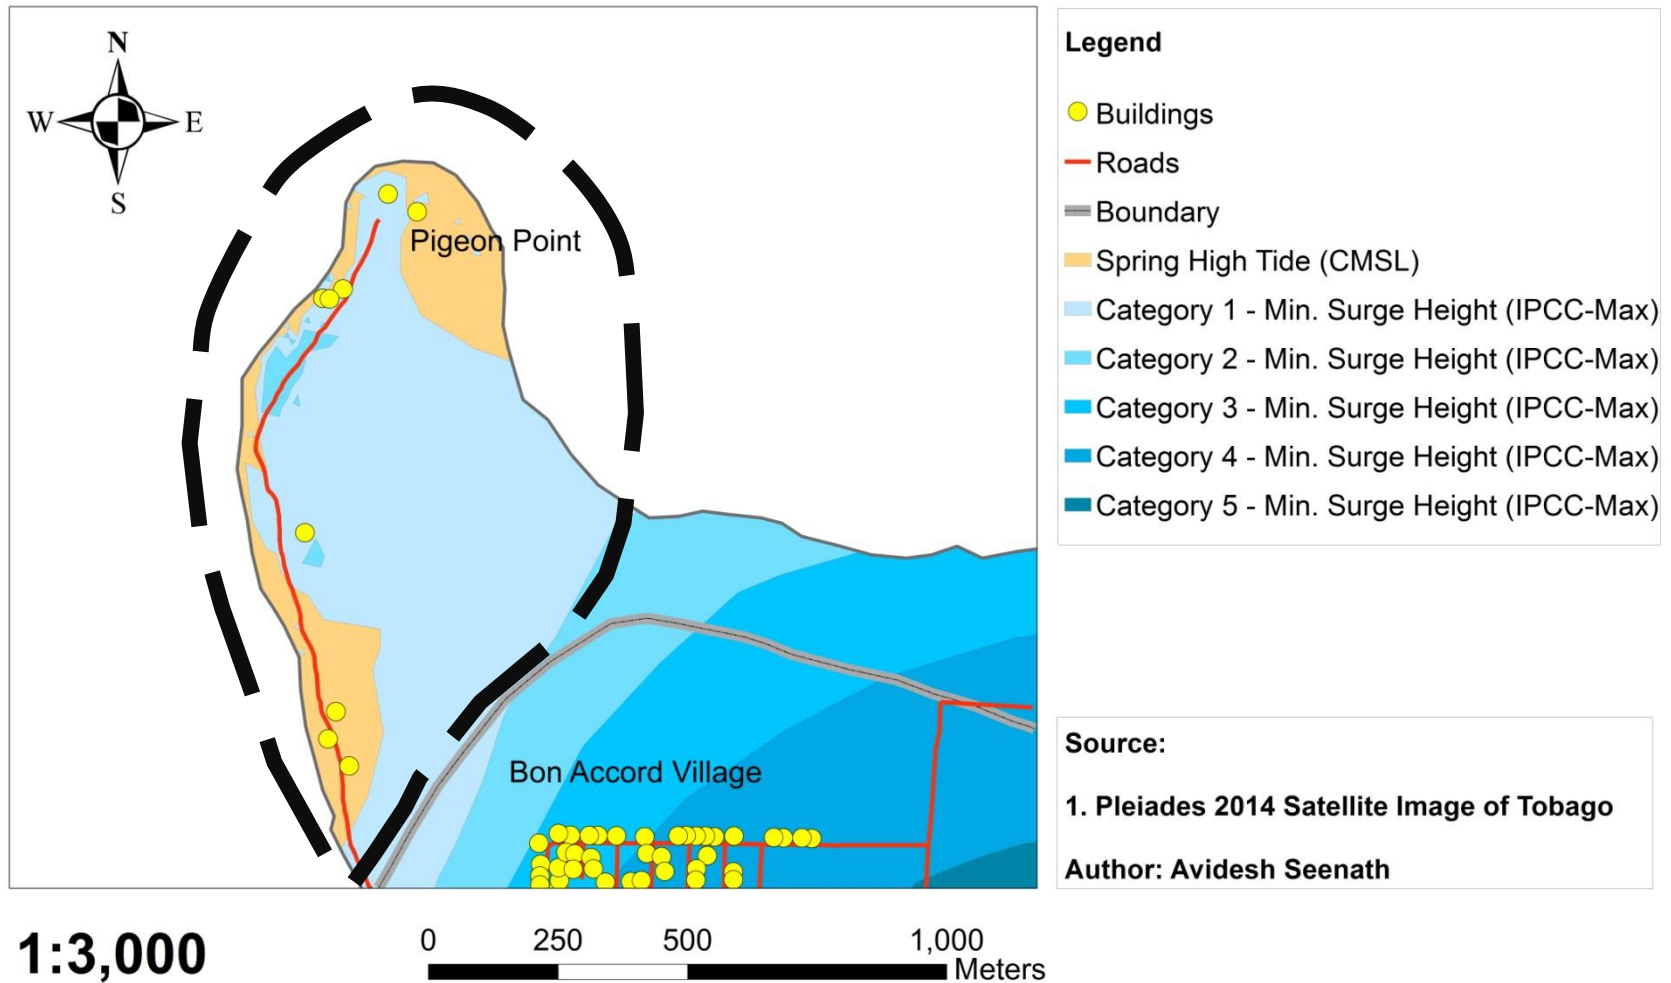 N
W E
S
Pigeon Point
Bon Accord Village
Legend
Buildings
Roads
Boundary
Spring High Tide (CMSL)
Category 1 - Min. Surge Height (IPCC-Max)
Category 2 - Min. Surge Height (IPCC-Max)
Category 3 - Min. Surge Height (IPCC-Max)
Category 4 - Min. Surge Height (IPCC-Max)
Category 5 - Min. Surge Height (IPCC-Max)
Source:
1. Pleiades 2014 Satellite Image of Tobago
Author: Avidesh Seenath
1:3,000
0 250 500 1,000
Meters